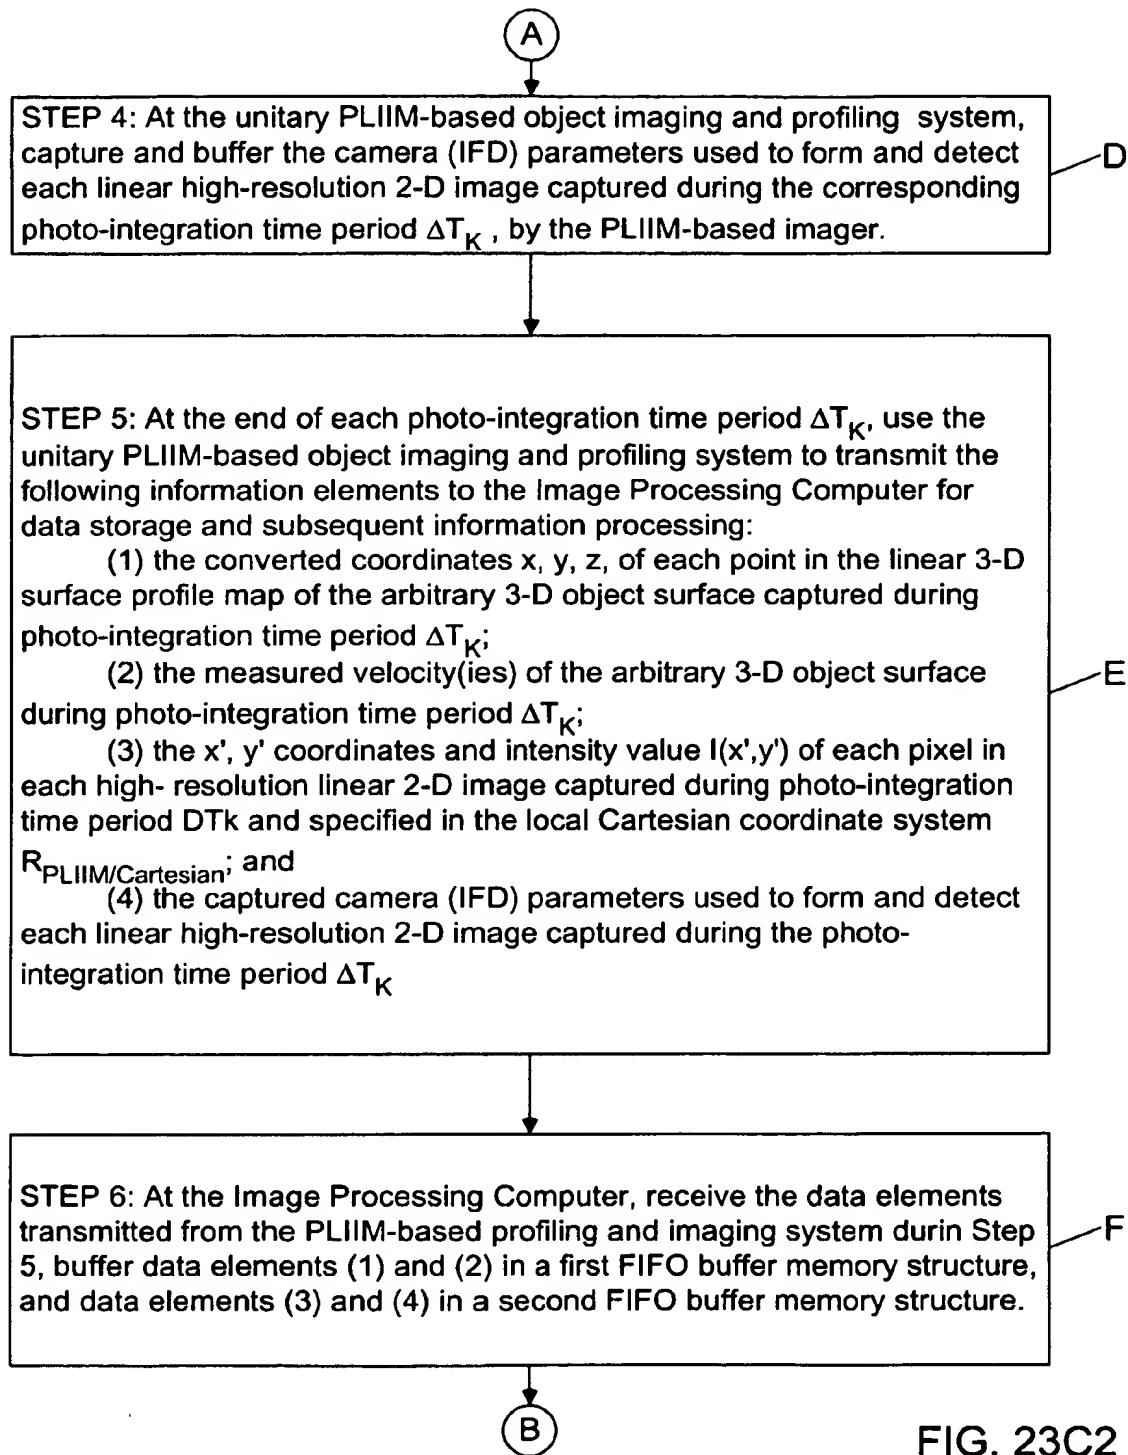 A
STEP 4: At the unitary PLIIM-based object imaging and profiling system,
capture and buffer the camera (IFD) parameters used to form and detect
each linear high-resolution 2-D image captured during the corresponding
photo-integration time period ΔT_K , by the PLIIM-based imager.
D
STEP 5: At the end of each photo-integration time period ΔT_K, use the
unitary PLIIM-based object imaging and profiling system to transmit the
following information elements to the Image Processing Computer for
data storage and subsequent information processing:
(1) the converted coordinates x, y, z, of each point in the linear 3-D
surface profile map of the arbitrary 3-D object surface captured during
photo-integration time period ΔT_K;
(2) the measured velocity(ies) of the arbitrary 3-D object surface
during photo-integration time period ΔT_K;
(3) the x', y' coordinates and intensity value I(x',y') of each pixel in
each high- resolution linear 2-D image captured during photo-integration
time period DTk and specified in the local Cartesian coordinate system
R_PLIIM/Cartesian; and
(4) the captured camera (IFD) parameters used to form and detect
each linear high-resolution 2-D image captured during the photo-
integration time period ΔT_K
E
STEP 6: At the Image Processing Computer, receive the data elements
transmitted from the PLIIM-based profiling and imaging system durin Step
5, buffer data elements (1) and (2) in a first FIFO buffer memory structure,
and data elements (3) and (4) in a second FIFO buffer memory structure.
F
B
FIG. 23C2